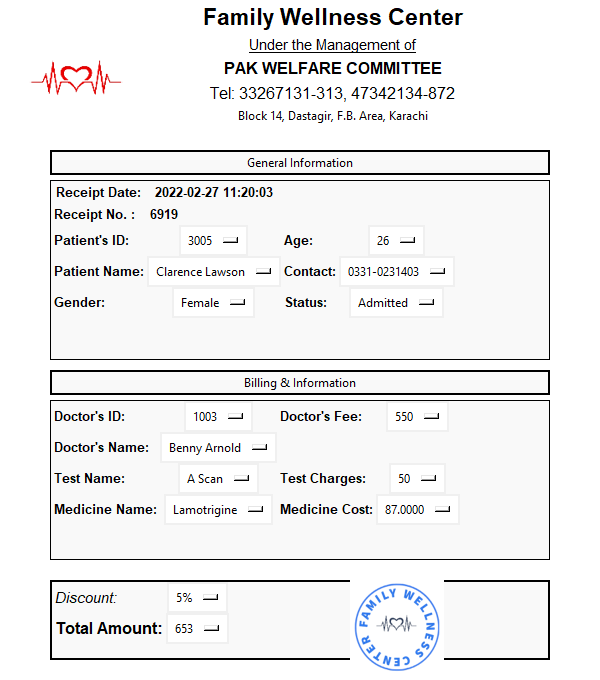 Family Wellness Center
Under the Management of
PAK WELFARE COMMITTEE
Tel: 33267131-313, 47342134-872
Block 14, Dastagir, F.B. Area, Karachi
General Information
Receipt Date: 2022-02-27 11:20:03
Receipt No. : 6919
Patient's ID: 3005 Age: 26
Patient Name: Clarence Lawson Contact: 0331-0231403
Gender: Female Status: Admitted
Billing & Information
Doctor's ID: 1003 Doctor's Fee: 550
Doctor's Name: Benny Arnold
Test Name: A Scan Test Charges: 50
Medicine Name: Lamotrigine Medicine Cost: 87.0000
Discount: 5%
Total Amount: 653
FAMILY WELLNESS CENTER